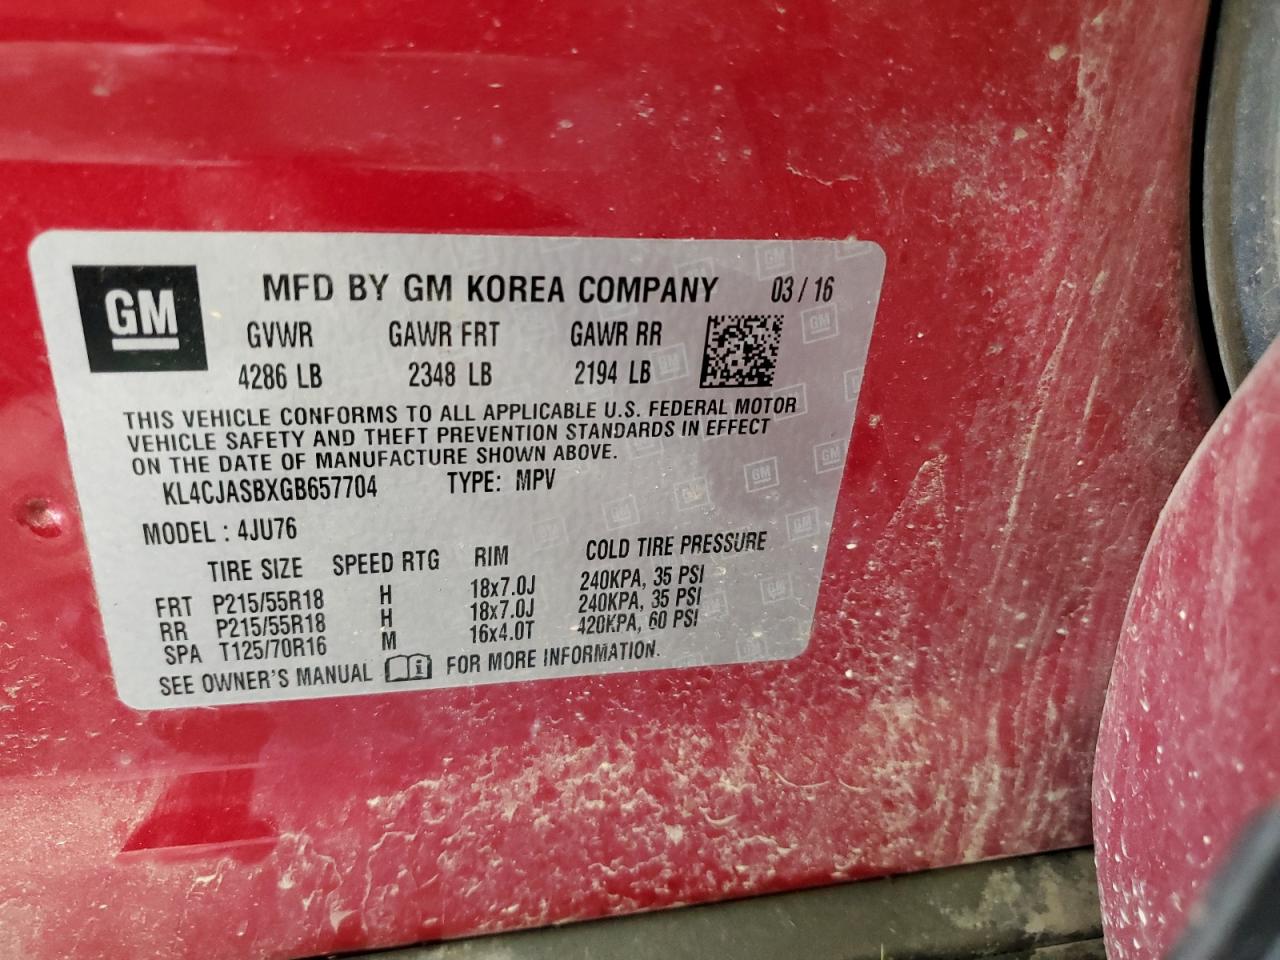 GM MFD BY GM KOREA COMPANY 03 / 16
GVWR GAWR FRT GAWR RR
4286 LB 2348 LB 2194 LB
THIS VEHICLE CONFORMS TO ALL APPLICABLE U.S. FEDERAL MOTOR
VEHICLE SAFETY AND THEFT PREVENTION STANDARDS IN EFFECT
ON THE DATE OF MANUFACTURE SHOWN ABOVE.
KL4CJASBXGB657704 TYPE: MPV
MODEL : 4JU76
TIRE SIZE SPEED RTG RIM COLD TIRE PRESSURE
FRT P215/55R18 H 18x7.0J 240KPA, 35 PSI
RR P215/55R18 H 18x7.0J 240KPA, 35 PSI
SPA T125/70R16 M 16x4.0T 420KPA, 60 PSI
SEE OWNER'S MANUAL FOR MORE INFORMATION.